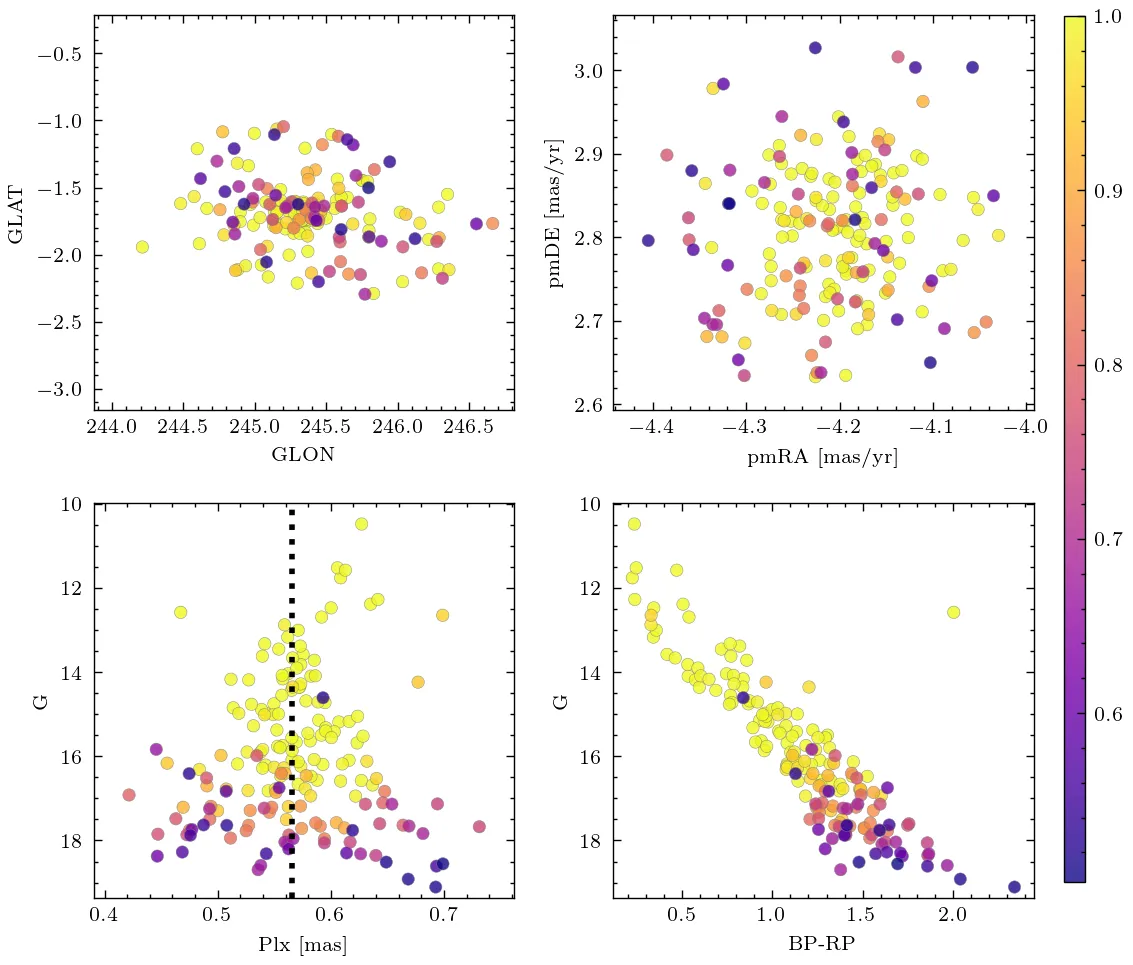 −0.5
−1.0
−1.5
−2.0
−2.5
−3.0
GLAT
244.0 244.5 245.0 245.5 246.0 246.5
GLON
3.0
2.9
2.8
2.7
2.6
pmDE [mas/yr]
−4.4 −4.3 −4.2 −4.1 −4.0
pmRA [mas/yr]
1.0
0.9
0.8
0.7
0.6
10
12
14
16
18
G
0.4 0.5 0.6 0.7
Plx [mas]
10
12
14
16
18
G
0.5 1.0 1.5 2.0
BP-RP